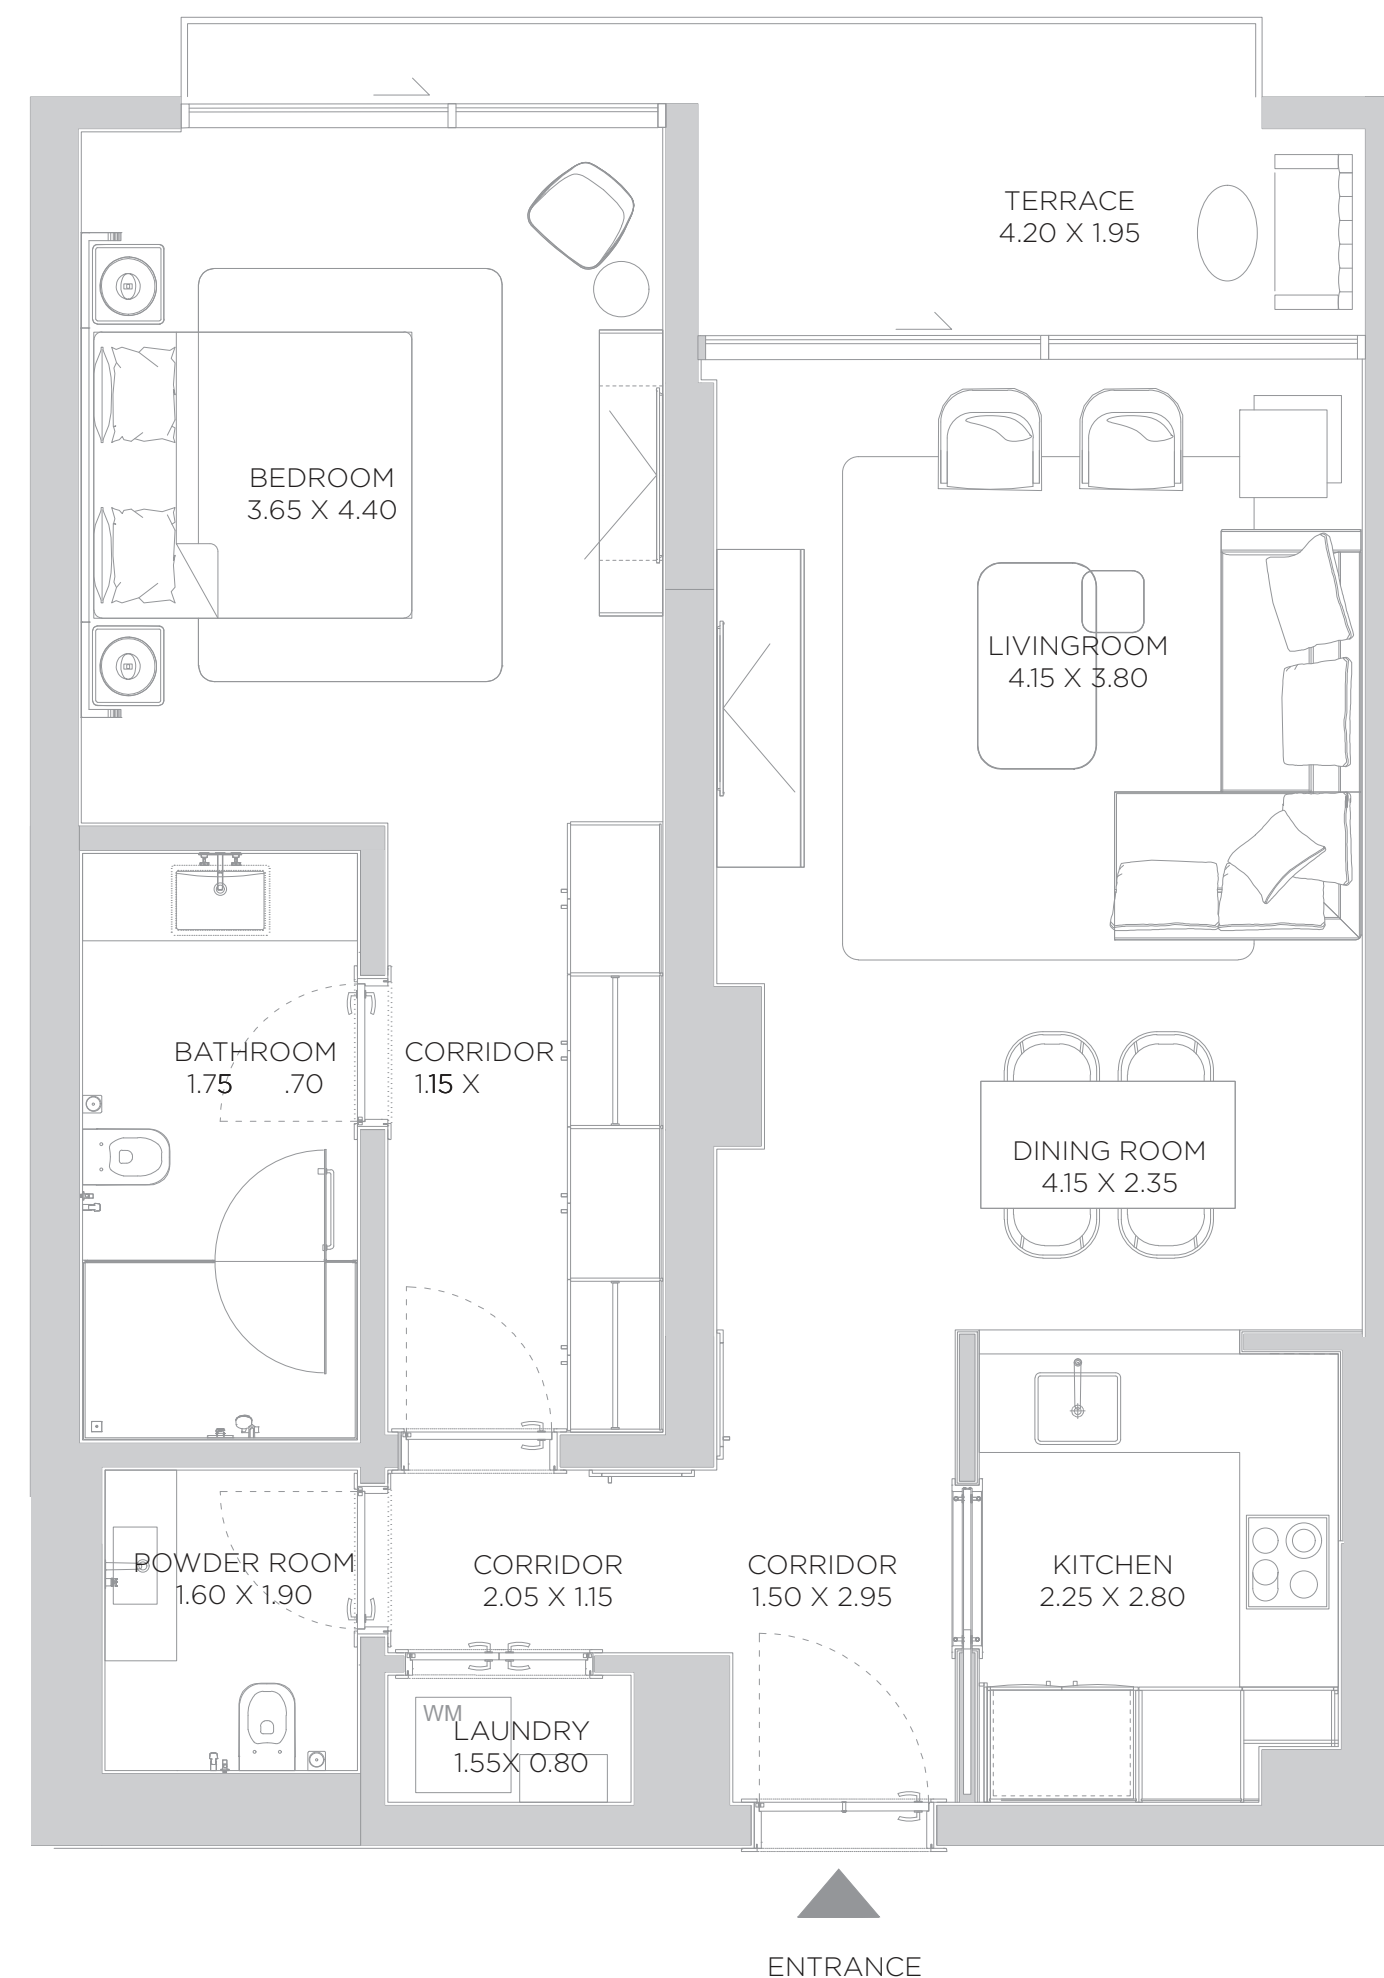 TERRACE
4.20 X 1.95
BEDROOM
3.65 X 4.40
LIVINGROOM
4.15 X 3.80
BATHROOM
1.75 .70
CORRIDOR
1.15 X
DINING ROOM
4.15 X 2.35
POWDER ROOM
1.60 X 1.90
CORRIDOR
2.05 X 1.15
CORRIDOR
1.50 X 2.95
KITCHEN
2.25 X 2.80
WM
LAUNDRY
1.55X 0.80
ENTRANCE